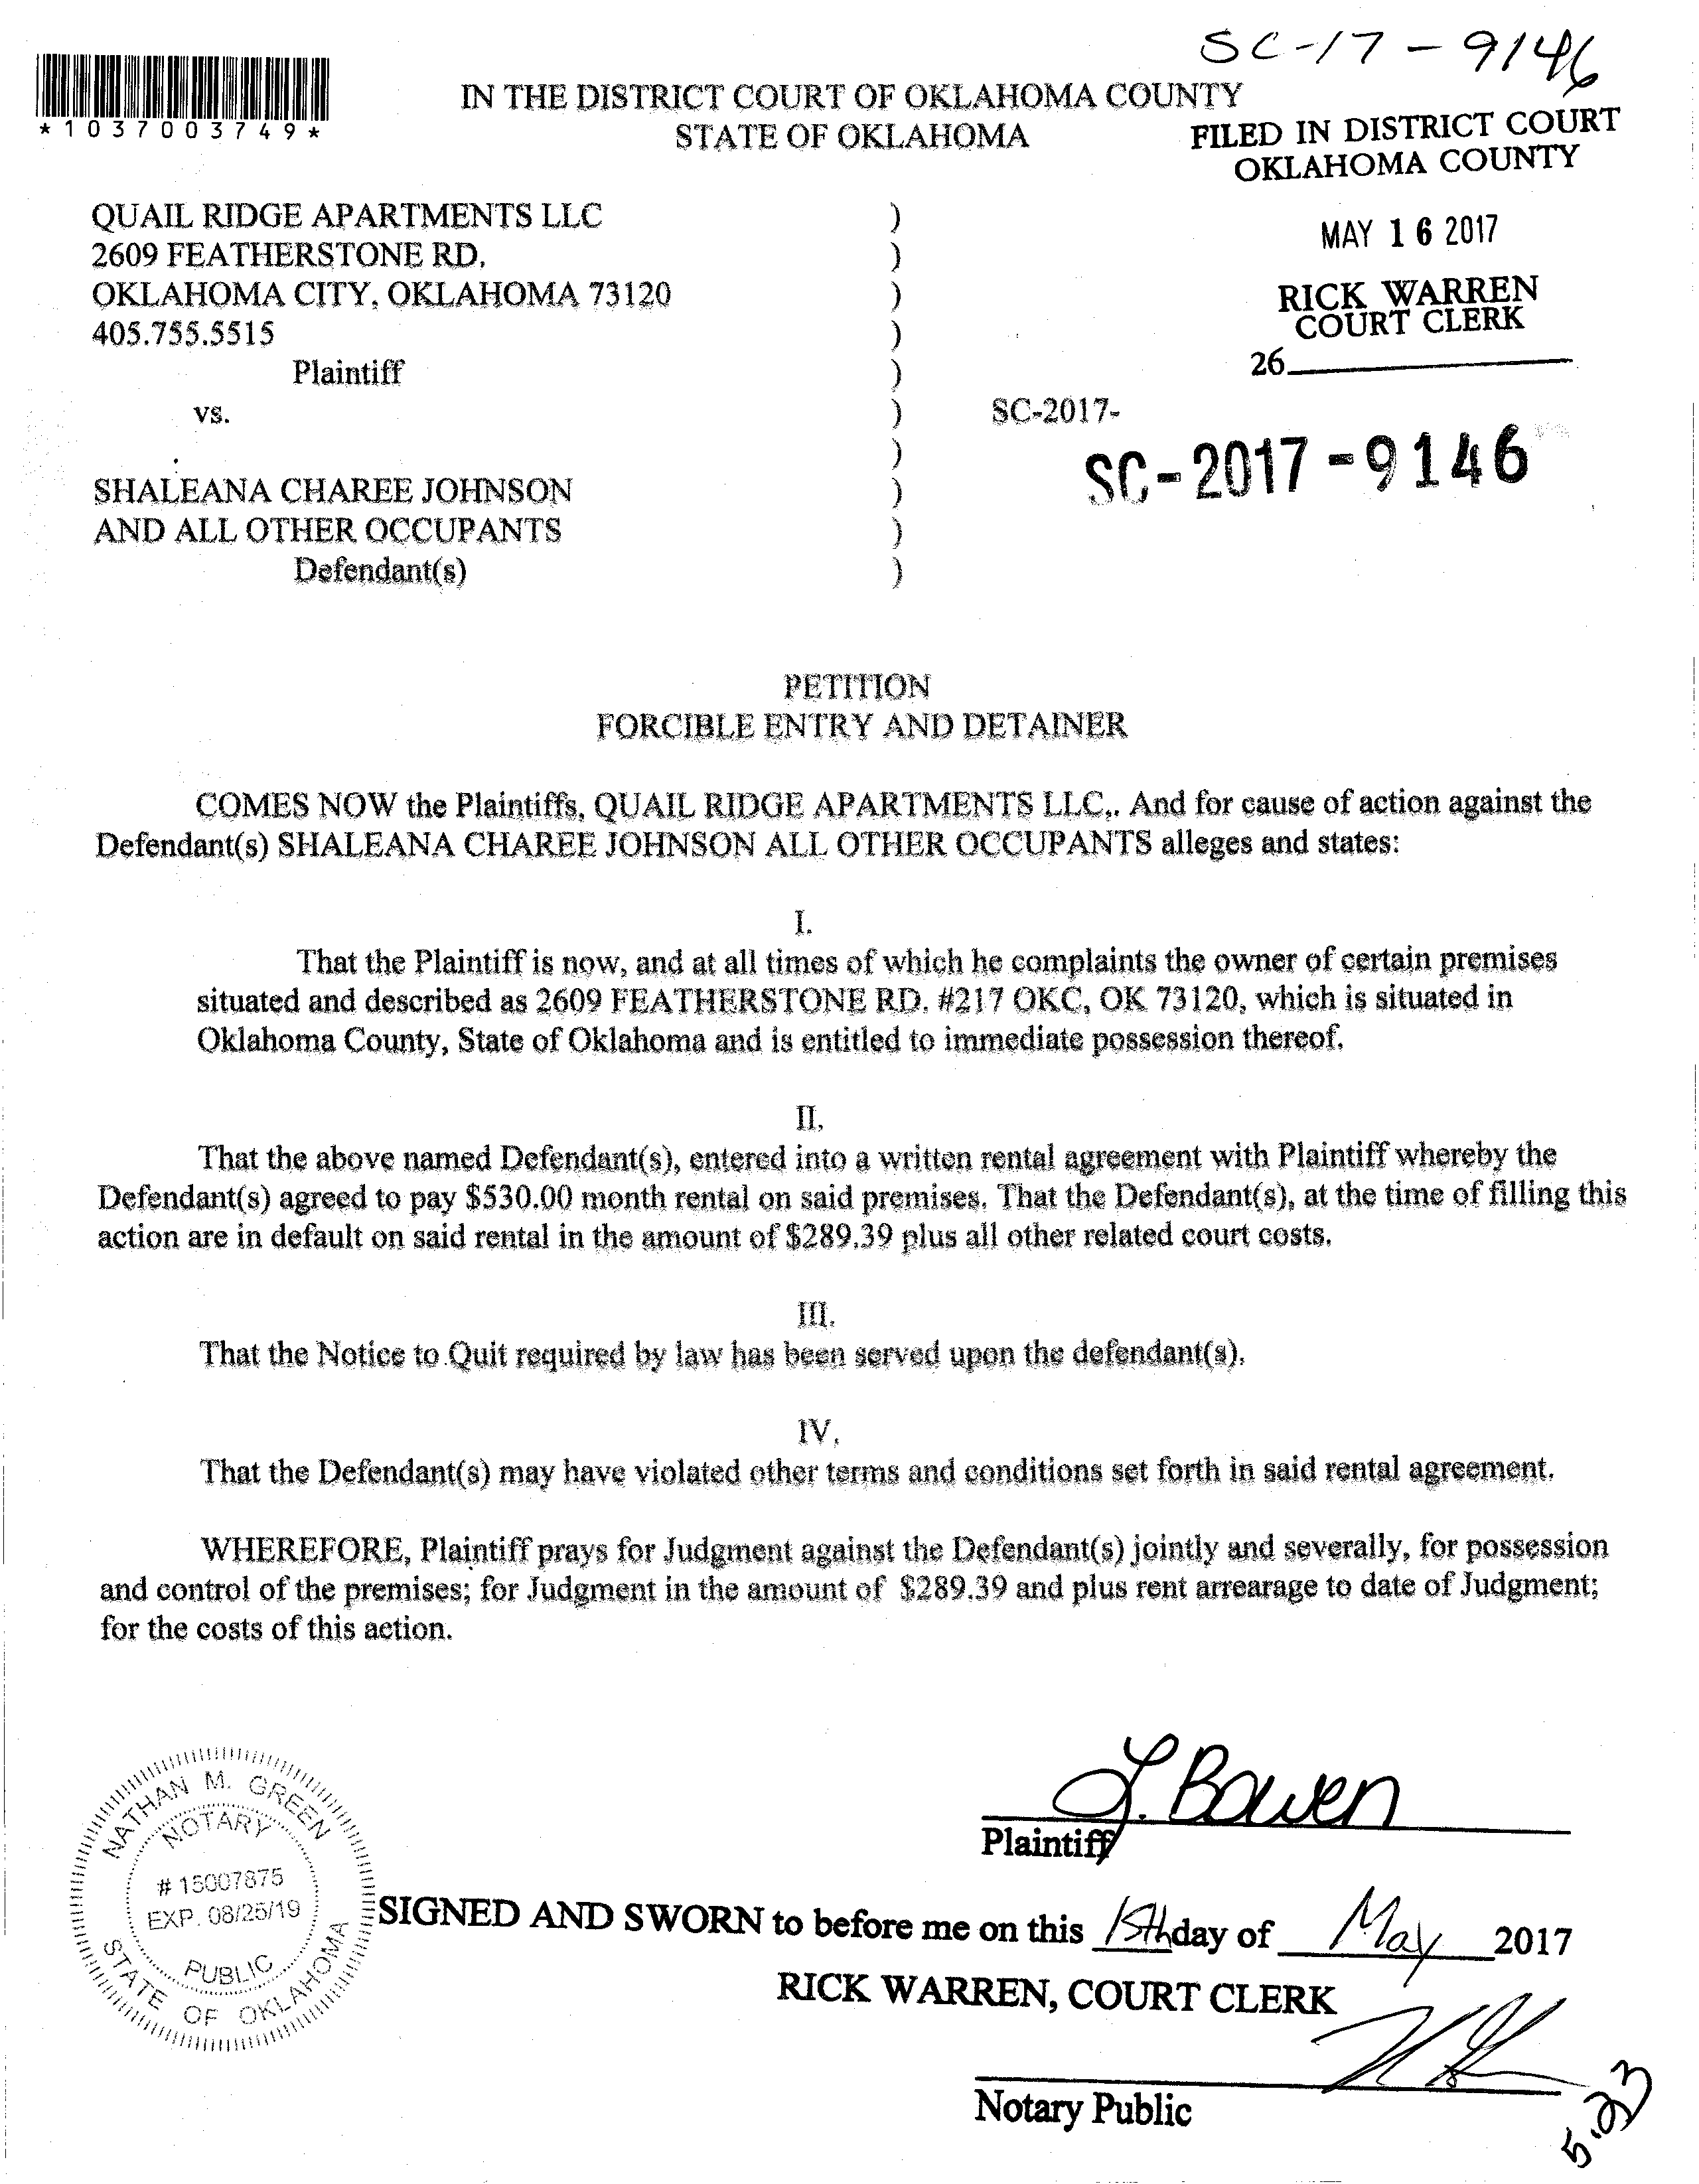 SC-17-9146
*1037003749*
IN THE DISTRICT COURT OF OKLAHOMA COUNTY
STATE OF OKLAHOMA
FILED IN DISTRICT COURT
OKLAHOMA COUNTY
MAY 16 2017
RICK WARREN
COURT CLERK
26
QUAIL RIDGE APARTMENTS LLC )
2609 FEATHERSTONE RD. )
OKLAHOMA CITY, OKLAHOMA 73120 )
405.755.5515 )
Plaintiff )
vs. ) SC-2017-
)
SC-2017-9146
SHALEANA CHAREE JOHNSON )
AND ALL OTHER OCCUPANTS )
Defendant(s) )
PETITION
FORCIBLE ENTRY AND DETAINER
COMES NOW the Plaintiffs, QUAIL RIDGE APARTMENTS LLC,. And for cause of action against the
Defendant(s) SHALEANA CHAREE JOHNSON ALL OTHER OCCUPANTS alleges and states:
I.
That the Plaintiff is now, and at all times of which he complaints the owner of certain premises
situated and described as 2609 FEATHERSTONE RD. #217 OKC, OK 73120, which is situated in
Oklahoma County, State of Oklahoma and is entitled to immediate possession thereof.
II.
That the above named Defendant(s), entered into a written rental agreement with Plaintiff whereby the
Defendant(s) agreed to pay $530.00 month rental on said premises. That the Defendant(s), at the time of filling this
action are in default on said rental in the amount of $289.39 plus all other related court costs.
III.
That the Notice to Quit required by law has been served upon the defendant(s).
IV.
That the Defendant(s) may have violated other terms and conditions set forth in said rental agreement.
WHEREFORE, Plaintiff prays for Judgment against the Defendant(s) jointly and severally, for possession
and control of the premises; for Judgment in the amount of $289.39 and plus rent arrearage to date of Judgment;
for the costs of this action.
L. Bowen
Plaintiff
NATHAN M. GREEN
NOTARY
# 15007875
EXP. 08/25/19
PUBLIC
STATE OF OKLAHOMA
SIGNED AND SWORN to before me on this 15th day of May 2017
RICK WARREN, COURT CLERK
Notary Public
5.23